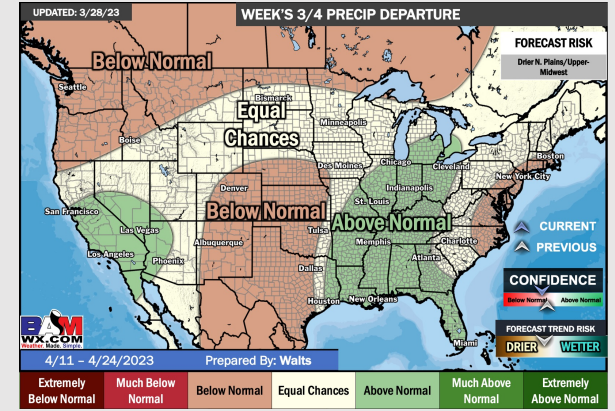 UPDATED: 3/28/23
WEEK'S 3/4 PRECIP DEPARTURE
FORECAST RISK
Drier N. Plains/Upper-
Midwest
Below Normal
Seattle
Bismarck
Equal
Chances
Minneapolis
Boise
Des Moines
Chicago
Cleveland
Boston
New York City
Denver
Indianapolis
St. Louis
San Francisco
Below Normal
Above Normal
Las Vegas
Tulsa
Albuquerque
Memphis
Charlotte
Los Angeles
Phoenix
Atlanta
Dallas
Houston
New Orleans
Miami
CURRENT
PREVIOUS
CONFIDENCE
Below Normal
Above Normal
FORECAST TREND RISK
DRIER
WETTER
BAM
WX.COM
Weather. Made. Simple.
4/11 – 4/24/2023
Prepared By: Walts
Extremely
Below Normal
Much Below
Normal
Below Normal
Equal Chances
Above Normal
Much Above
Normal
Extremely
Above Normal